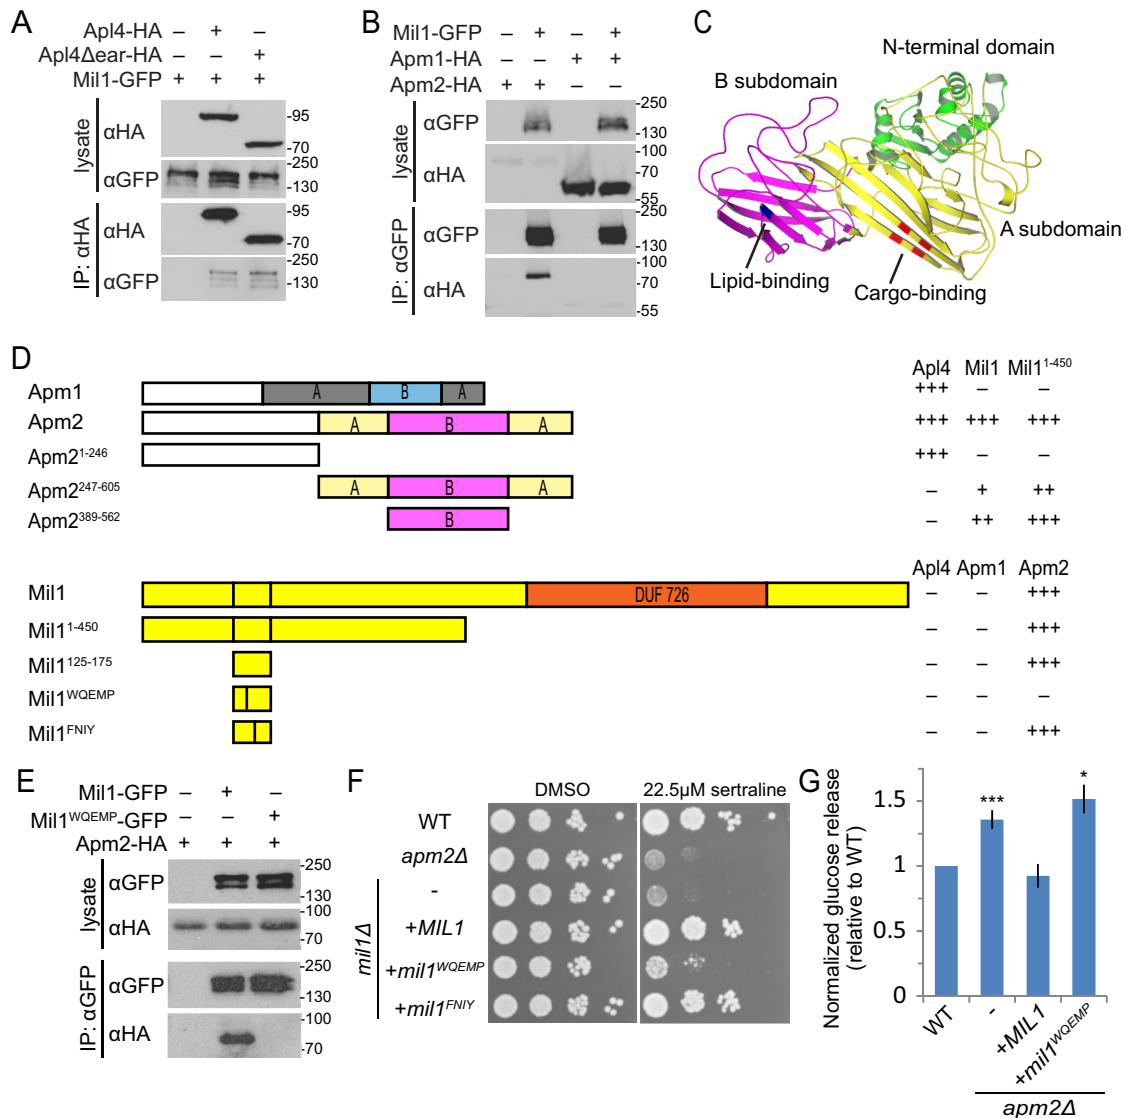 A
Apl4-HA – + –
Apl4Δear-HA – – +
Mil1-GFP + + +
lysate
αHA
-95
-70
αGFP
-250
-130
IP: αHA
αHA
-95
-70
αGFP
-250
-130
B
Mil1-GFP – + – +
Apm1-HA – – + +
Apm2-HA + + – –
lysate
αGFP
-250
-130
αHA
-100
-70
-55
IP: αGFP
αGFP
-250
-130
αHA
-100
-70
-55
C
N-terminal domain
B subdomain
A subdomain
Lipid-binding
Cargo-binding
D
Apl4 Mil1 Mil1 1-450
Apm1 A B A +++ – –
Apm2 A B A +++ +++ +++
Apm2 1-246 +++ – –
Apm2 247-605 A B A – + ++
Apm2 389-562 B – ++ +++
Apl4 Apm1 Apm2
Mil1 DUF 726 – – +++
Mil1 1-450 – – +++
Mil1 125-175 – – +++
Mil1 WQEMP – – –
Mil1 FNIY – – +++
E
Mil1-GFP – + –
Mil1 WQEMP-GFP – – +
Apm2-HA + + +
lysate
αGFP
-250
-130
αHA
-100
-70
IP: αGFP
αGFP
-250
-130
αHA
-100
-70
F
DMSO 22.5µM sertraline
WT
apm2Δ
mil1Δ
-
+MIL1
+mil1 WQEMP
+mil1 FNIY
G
Normalized glucose release
(relative to WT)
1.5
1
0.5
0
***
*
WT
-
+MIL1
+mil1 WQEMP
apm2Δ